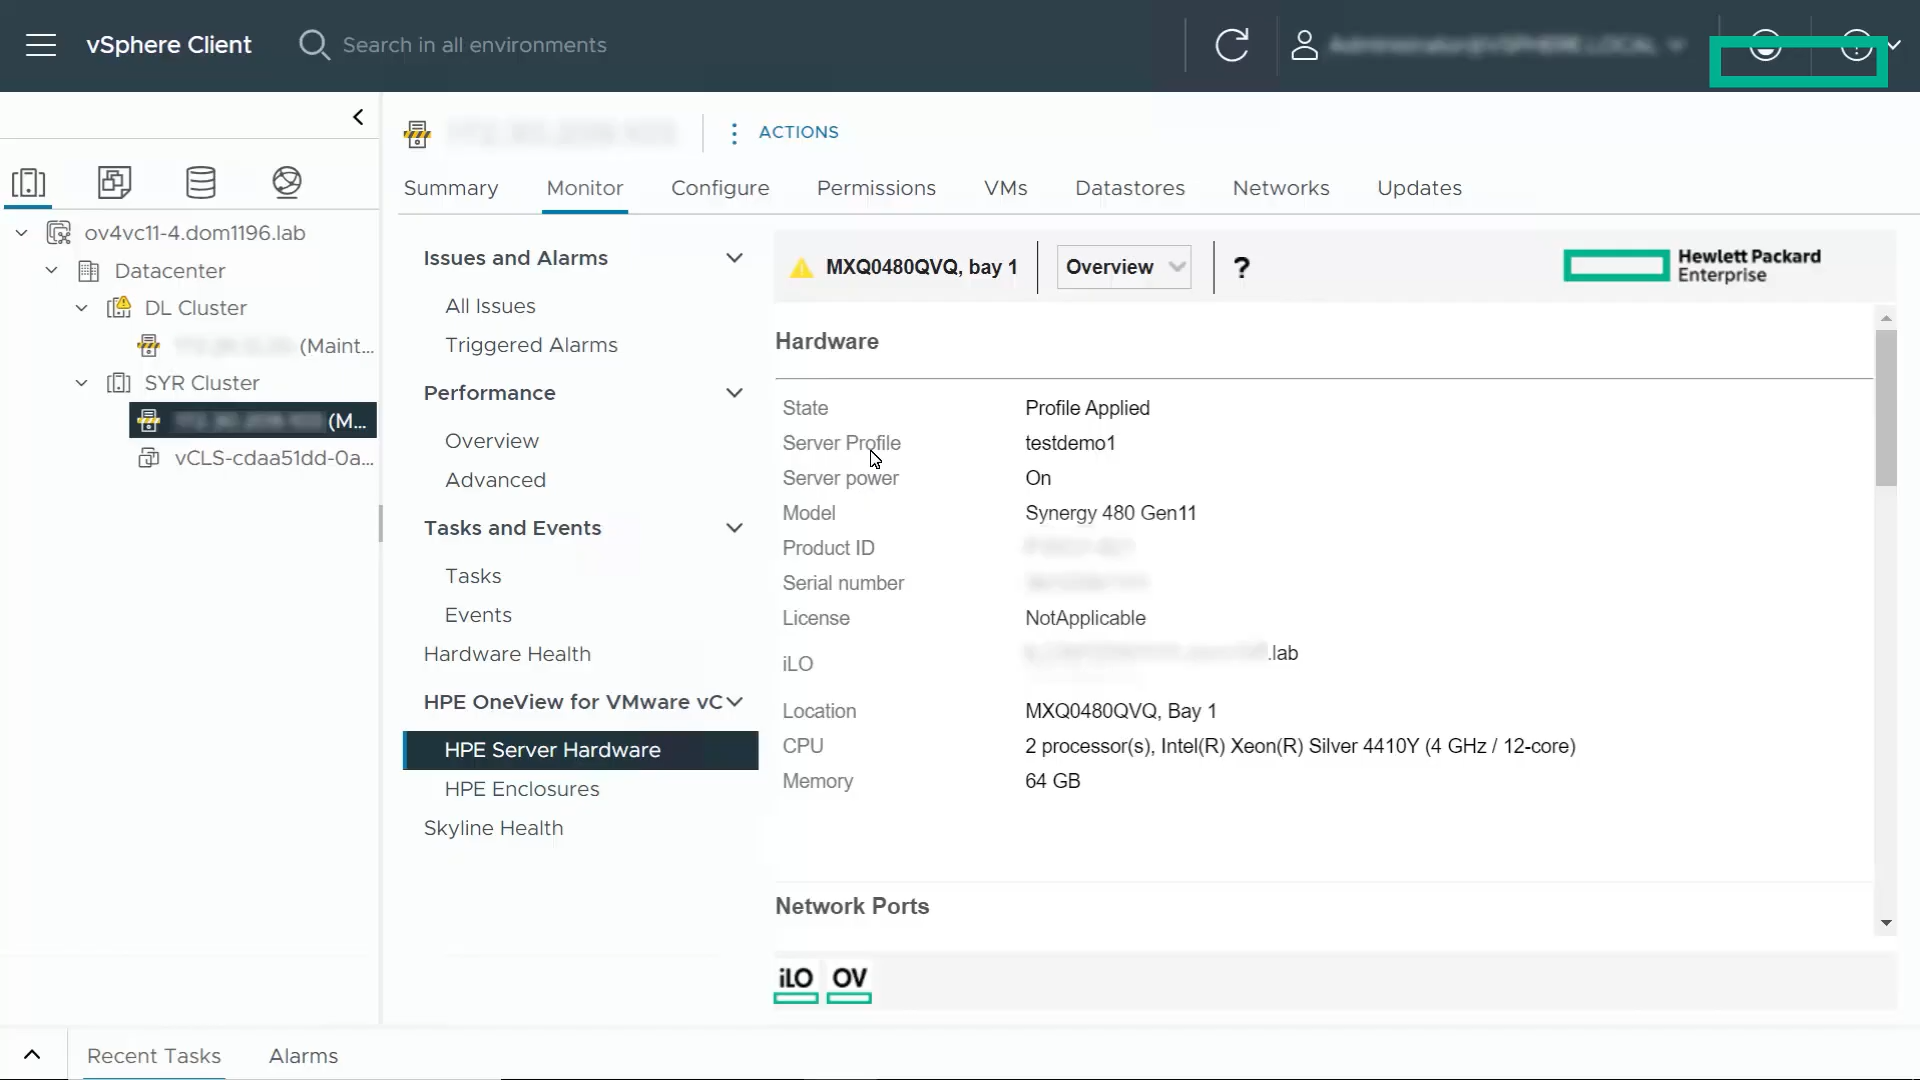 vSphere Client
Search in all environments
ACTIONS
Summary
Monitor
Configure
Permissions
VMs
Datastores
Networks
Updates
ov4vc11-4.dom1196.lab
Datacenter
DL Cluster
(Maint...
SYR Cluster
(M...
vCLS-cdaa51dd-0a...
Issues and Alarms
All Issues
Triggered Alarms
Performance
Overview
Advanced
Tasks and Events
Tasks
Events
Hardware Health
HPE OneView for VMware vC
HPE Server Hardware
HPE Enclosures
Skyline Health
MXQ0480QVQ, bay 1
Overview
?
Hewlett Packard
Enterprise
Hardware
State Profile Applied
Server Profile testdemo1
Server power On
Model Synergy 480 Gen11
Product ID
Serial number
License NotApplicable
iLO .lab
Location MXQ0480QVQ, Bay 1
CPU 2 processor(s), Intel(R) Xeon(R) Silver 4410Y (4 GHz / 12-core)
Memory 64 GB
Network Ports
iLO OV
Recent Tasks
Alarms